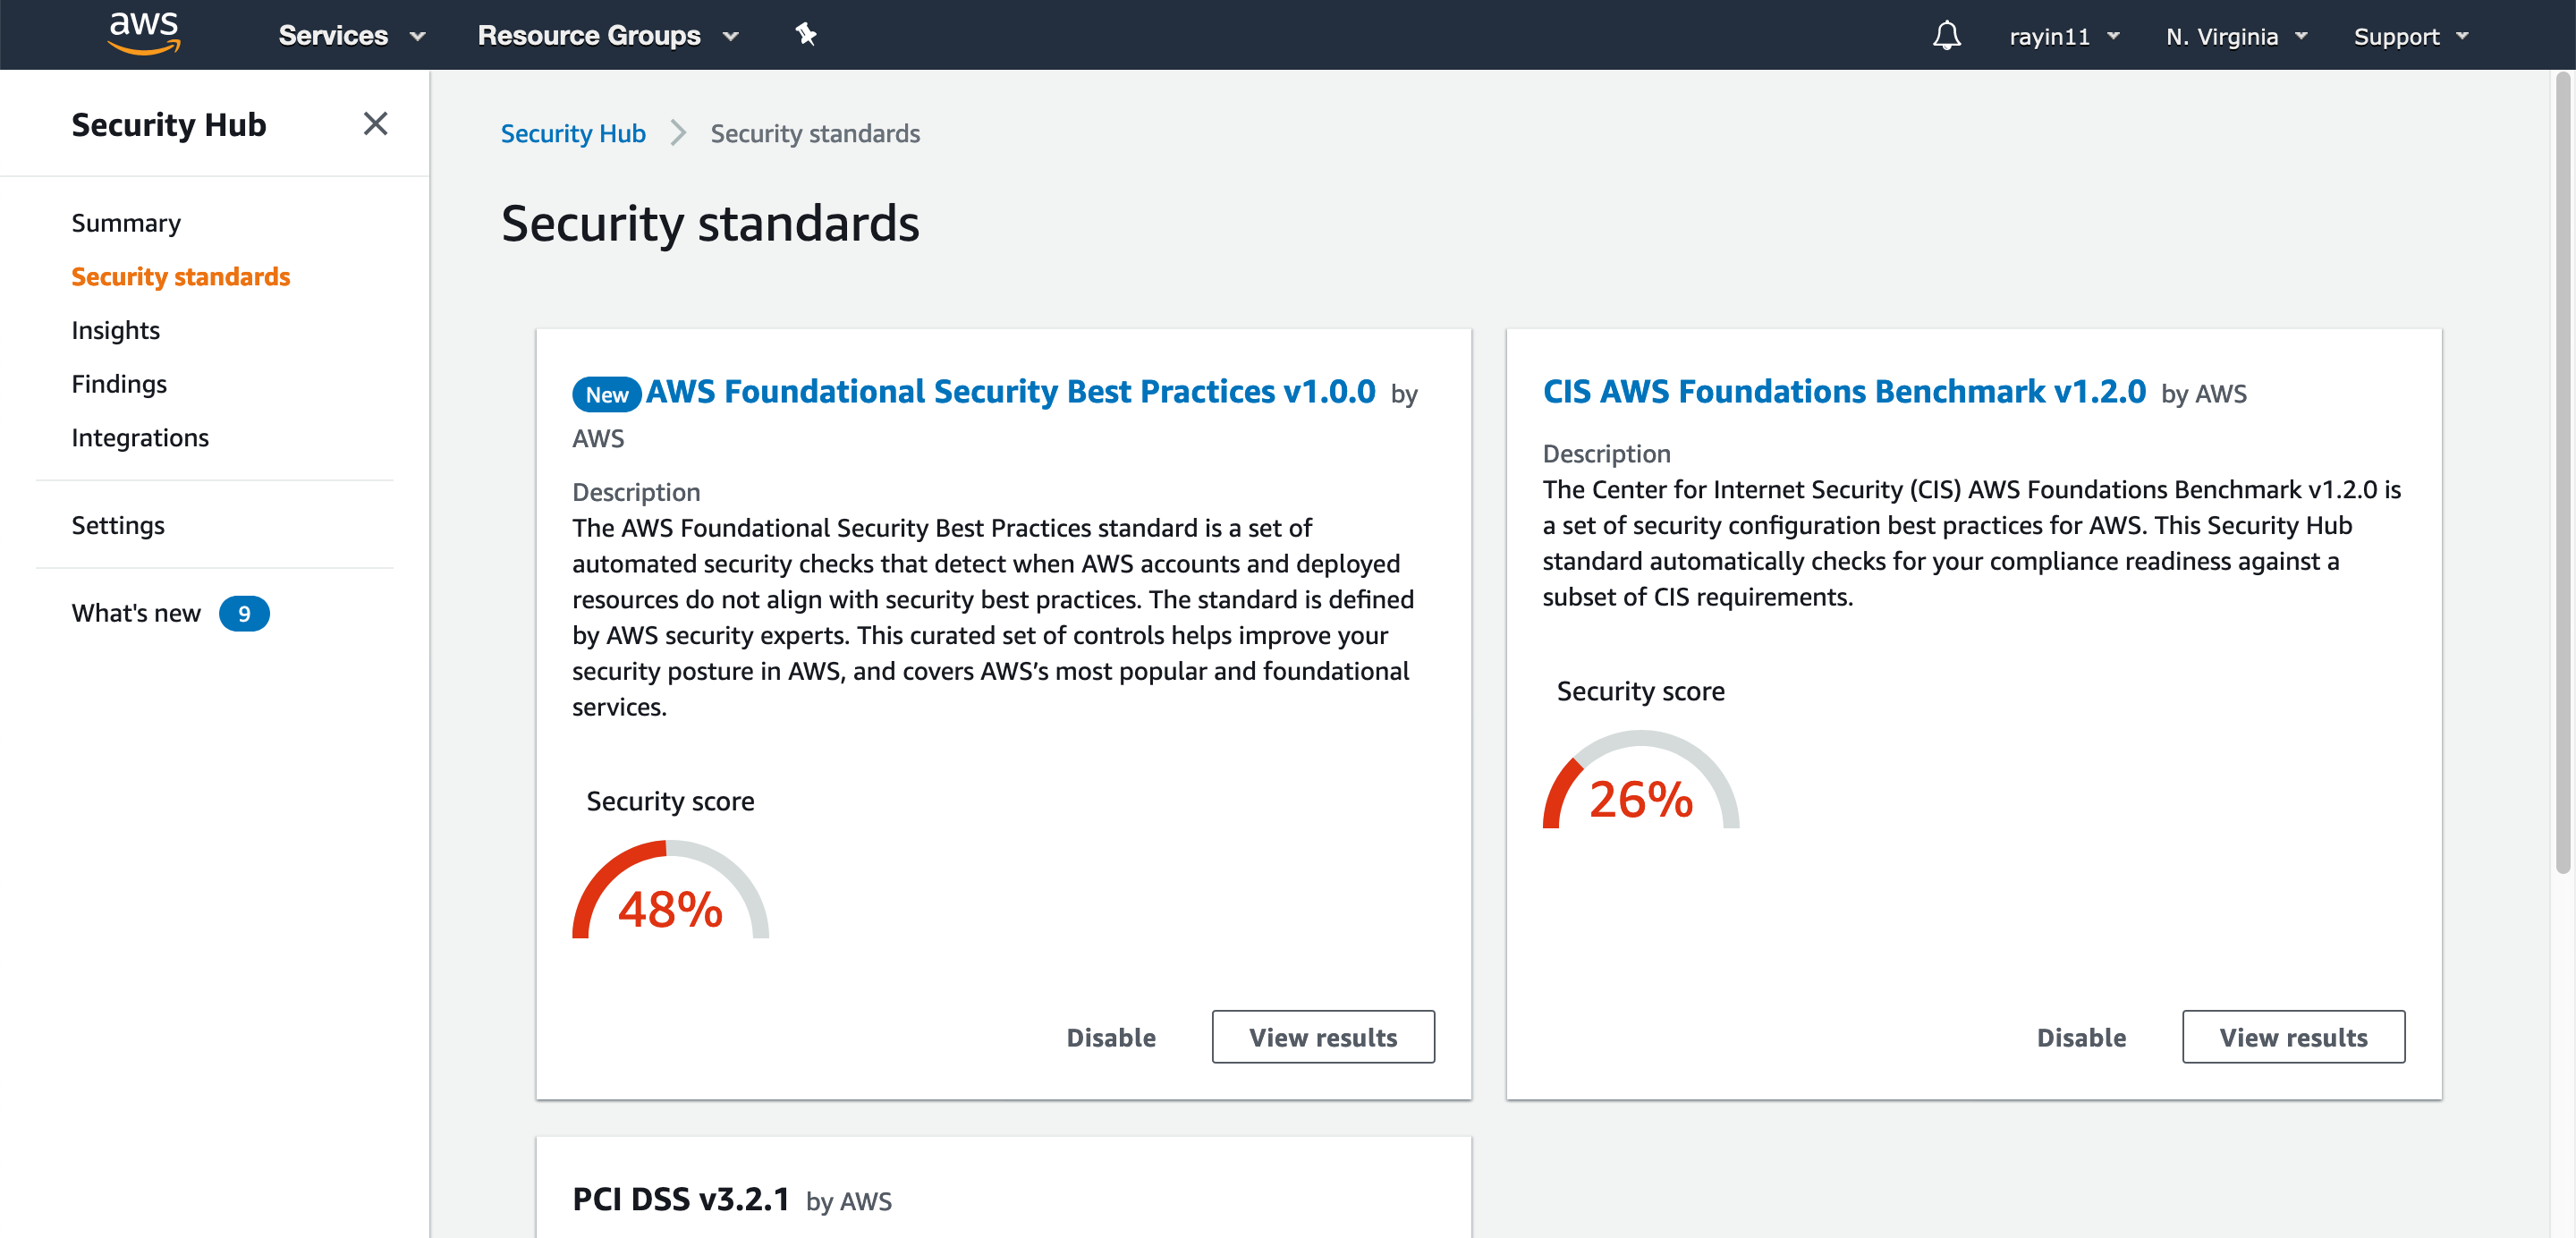 aws
Services
Resource Groups
rayin11
N. Virginia
Support
Security Hub
Summary
Security standards
Insights
Findings
Integrations
Settings
What's new 9
Security Hub Security standards
Security standards
New AWS Foundational Security Best Practices v1.0.0 by
AWS
Description
The AWS Foundational Security Best Practices standard is a set of
automated security checks that detect when AWS accounts and deployed
resources do not align with security best practices. The standard is defined
by AWS security experts. This curated set of controls helps improve your
security posture in AWS, and covers AWS’s most popular and foundational
services.
Security score
48%
Disable
View results
CIS AWS Foundations Benchmark v1.2.0 by AWS
Description
The Center for Internet Security (CIS) AWS Foundations Benchmark v1.2.0 is
a set of security configuration best practices for AWS. This Security Hub
standard automatically checks for your compliance readiness against a
subset of CIS requirements.
Security score
26%
Disable
View results
PCI DSS v3.2.1 by AWS